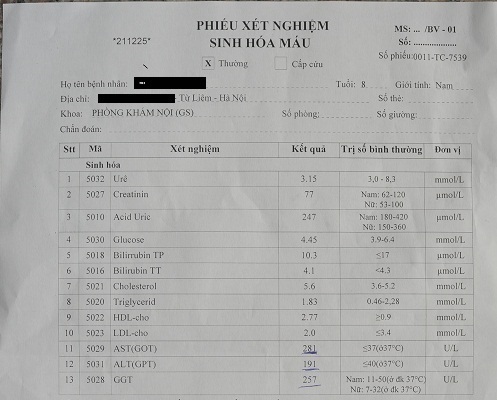 PHIẾU XÉT NGHIỆM
SINH HÓA MÁU
*211225*
MS: ... /BV - 01
Số: ..................
Số phiếu: 0011-TC-7539
X Thường Cấp cứu
Họ tên bệnh nhân: Tuổi: 8 Giới tính: Nam
Địa chỉ: - Từ Liêm - Hà Nội Số thẻ:
Khoa: PHÒNG KHÁM NỘI (GS) Số phòng: Số giường:
Chẩn đoán:
Stt Mã Xét nghiệm Kết quả Trị số bình thường Đơn vị
Sinh hóa
1 5032 Urê 3.15 3,0 - 8,3 mmol/L
2 5027 Creatinin 77 Nam: 62-120 µmol/L
Nữ: 53-100
3 5010 Acid Uric 247 Nam: 180-420 µmol/L
Nữ: 150-360
4 5030 Glucose 4.45 3.9-6.4 mmol/L
5 5018 Bilirrubin TP 10.3 ≤17 µmol/L
6 5016 Bilirubin TT 4.1 <4.3 µmol/L
7 5021 Cholesterol 5.6 3.6-5.2 mmol/L
8 5020 Triglycerid 1.83 0.46-2,28 mmol/L
9 5022 HDL-cho 2.77 ≥0.9 mmol/L
10 5023 LDL-cho 2.0 ≤3.4 mmol/L
11 5029 AST(GOT) 281 ≤37(ở37°C) U/L
12 5031 ALT(GPT) 191 ≤40(ở37°C) U/L
13 5028 GGT 257 Nam: 11-50(ở đk 37°C) U/L
Nữ: 7-32(ở đk 37°C)